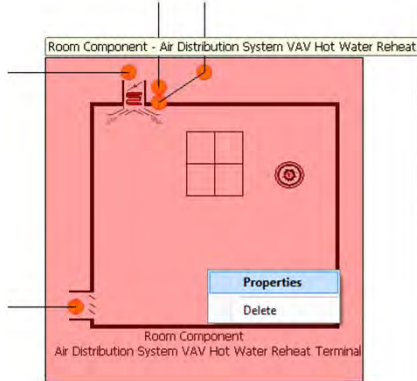 Room Component - Air Distribution System VAV Hot Water Reheat
Properties
Delete
Room Component
Air Distribution System VAV Hot Water Reheat Terminal